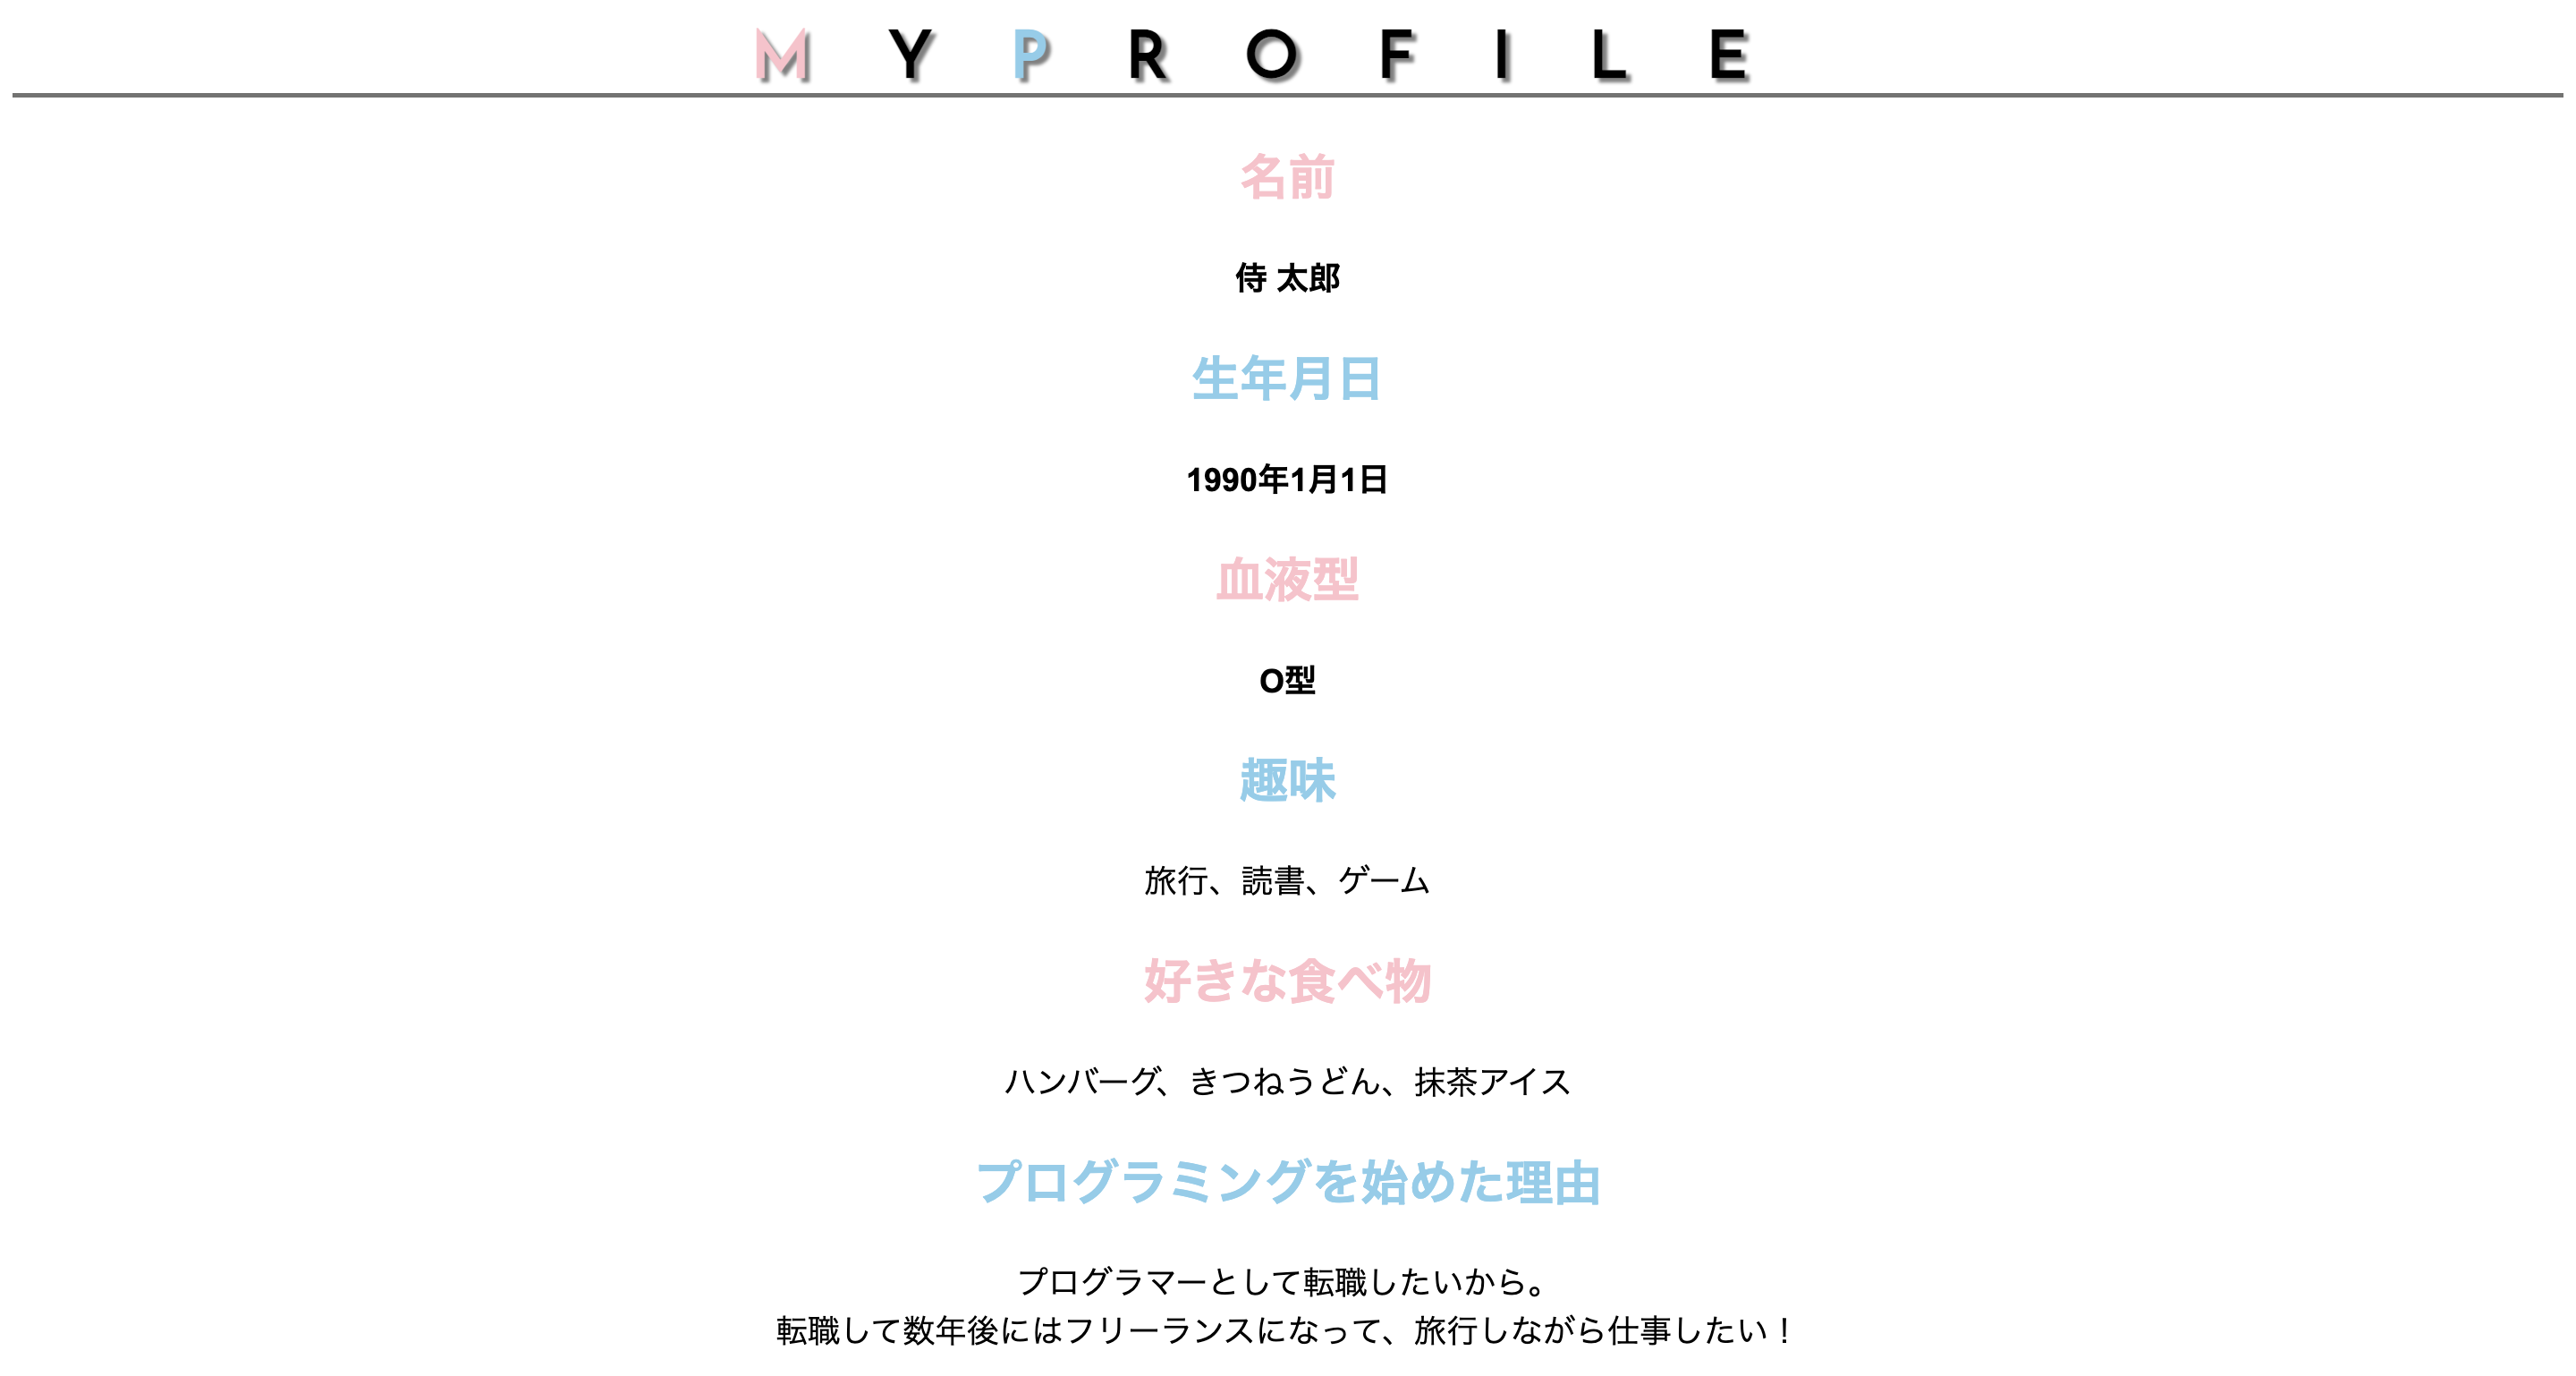 MYPROFILE
名前
侍 太郎
生年月日
1990年1月1日
血液型
O型
趣味
旅行、読書、ゲーム
好きな食べ物
ハンバーグ、きつねうどん、抹茶アイス
プログラミングを始めた理由
プログラマーとして転職したいから。
転職して数年後にはフリーランスになって、旅行しながら仕事したい！